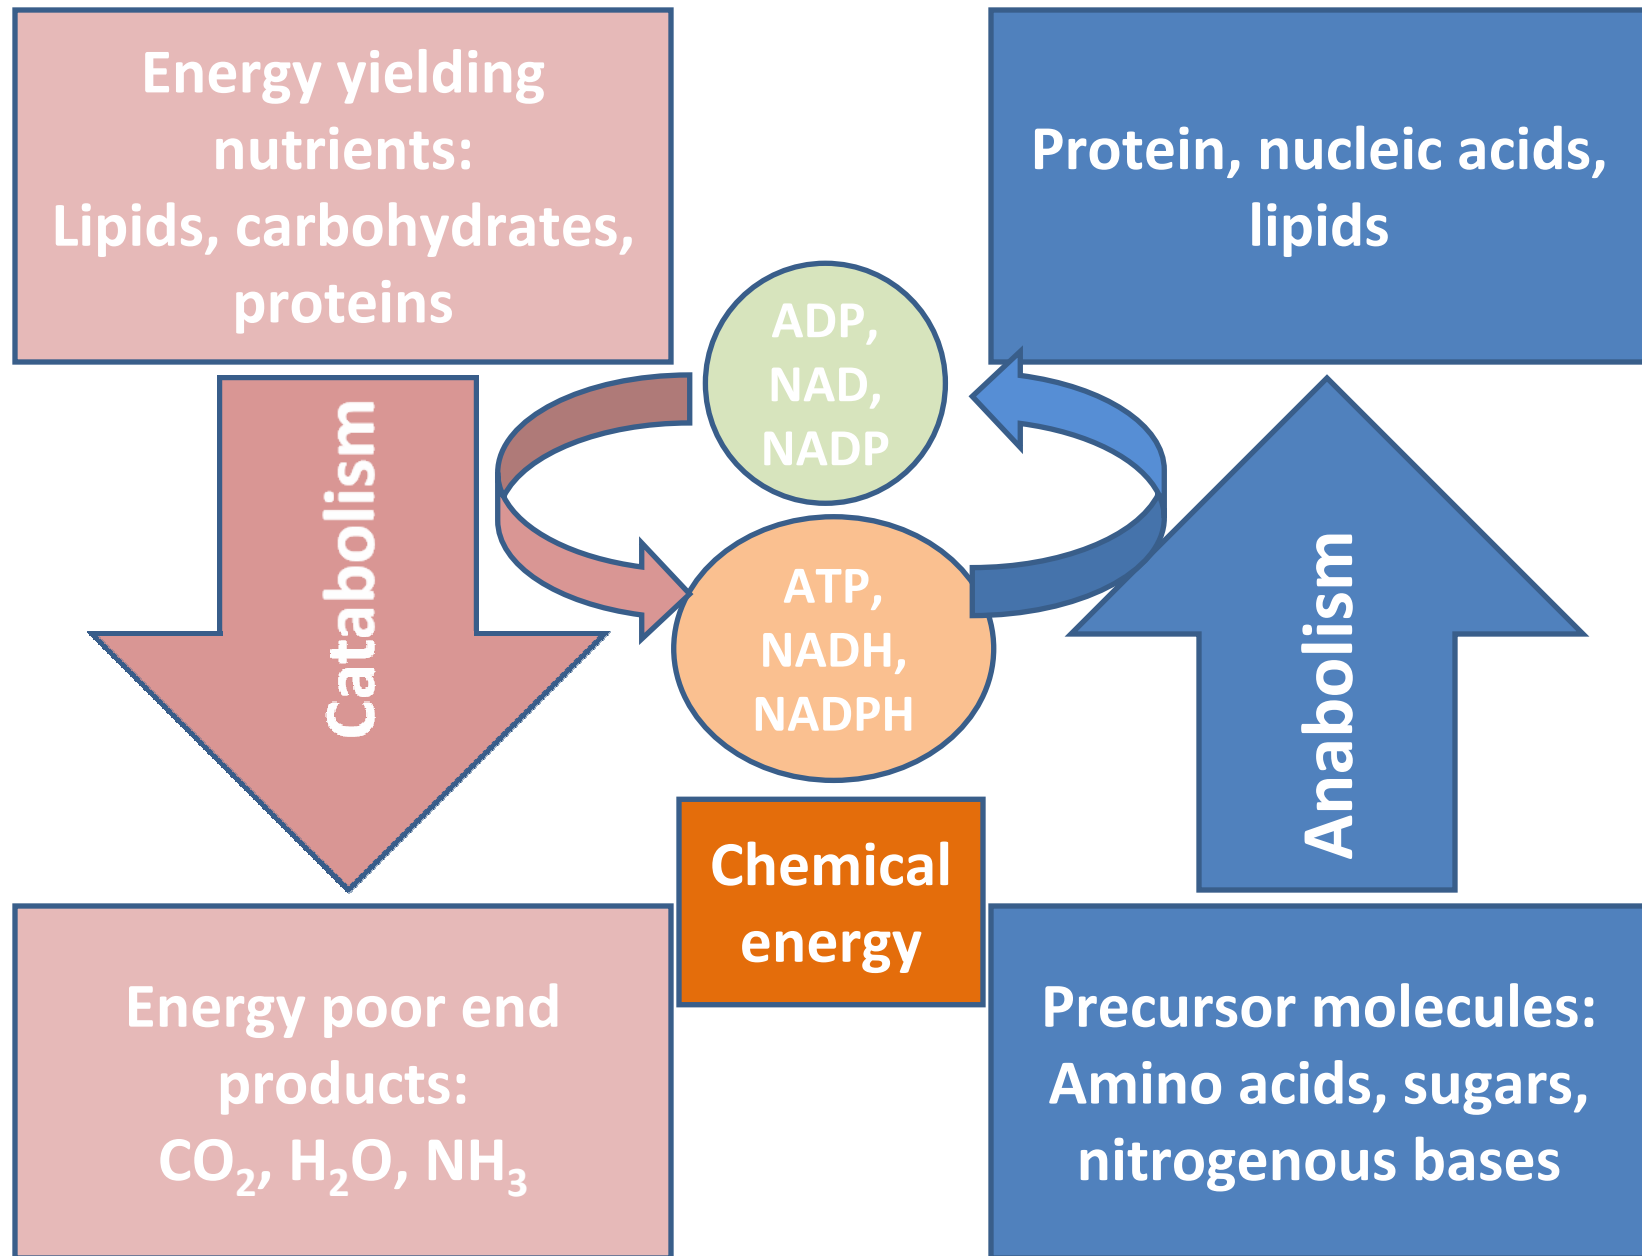 Energy yielding
nutrients:
Lipids, carbohydrates,
proteins
Protein, nucleic acids,
lipids
ADP,
NAD,
NADP
Catabolism
ATP,
NADH,
NADPH
Anabolism
Chemical
energy
Energy poor end
products:
CO₂, H₂O, NH₃
Precursor molecules:
Amino acids, sugars,
nitrogenous bases